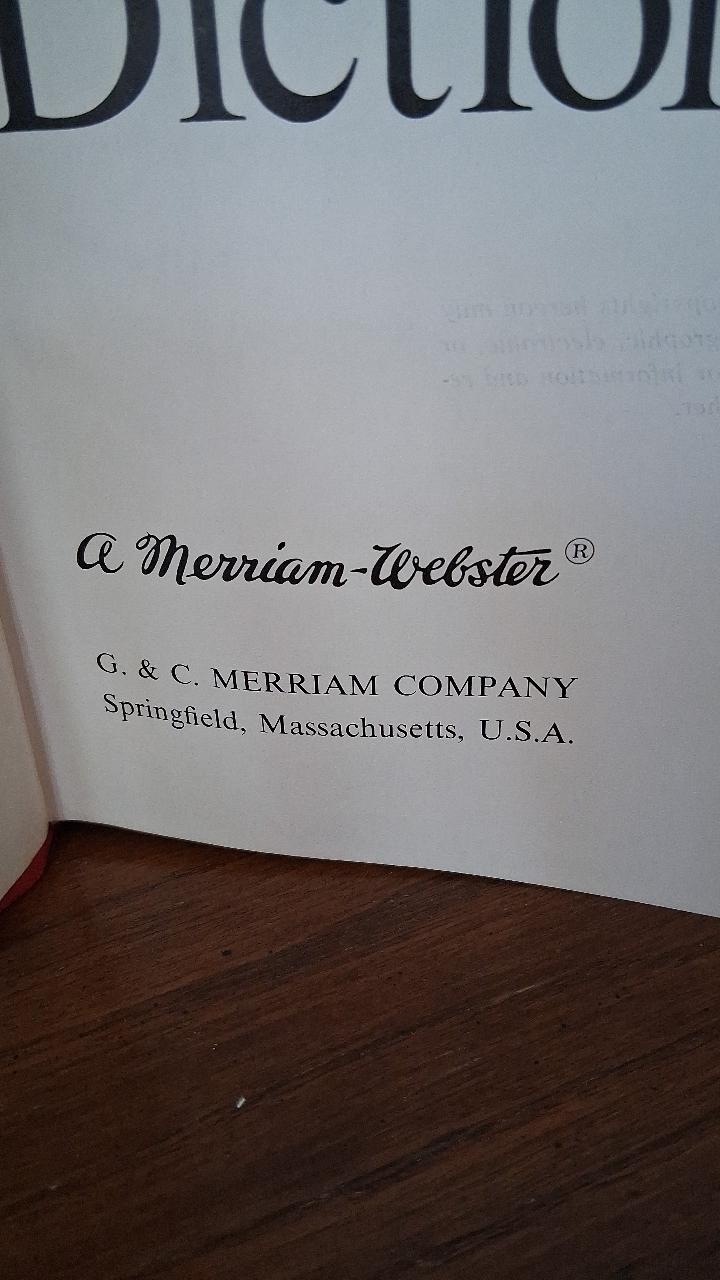 Diction
A Merriam-Webster®
G. & C. MERRIAM COMPANY
Springfield, Massachusetts, U.S.A.